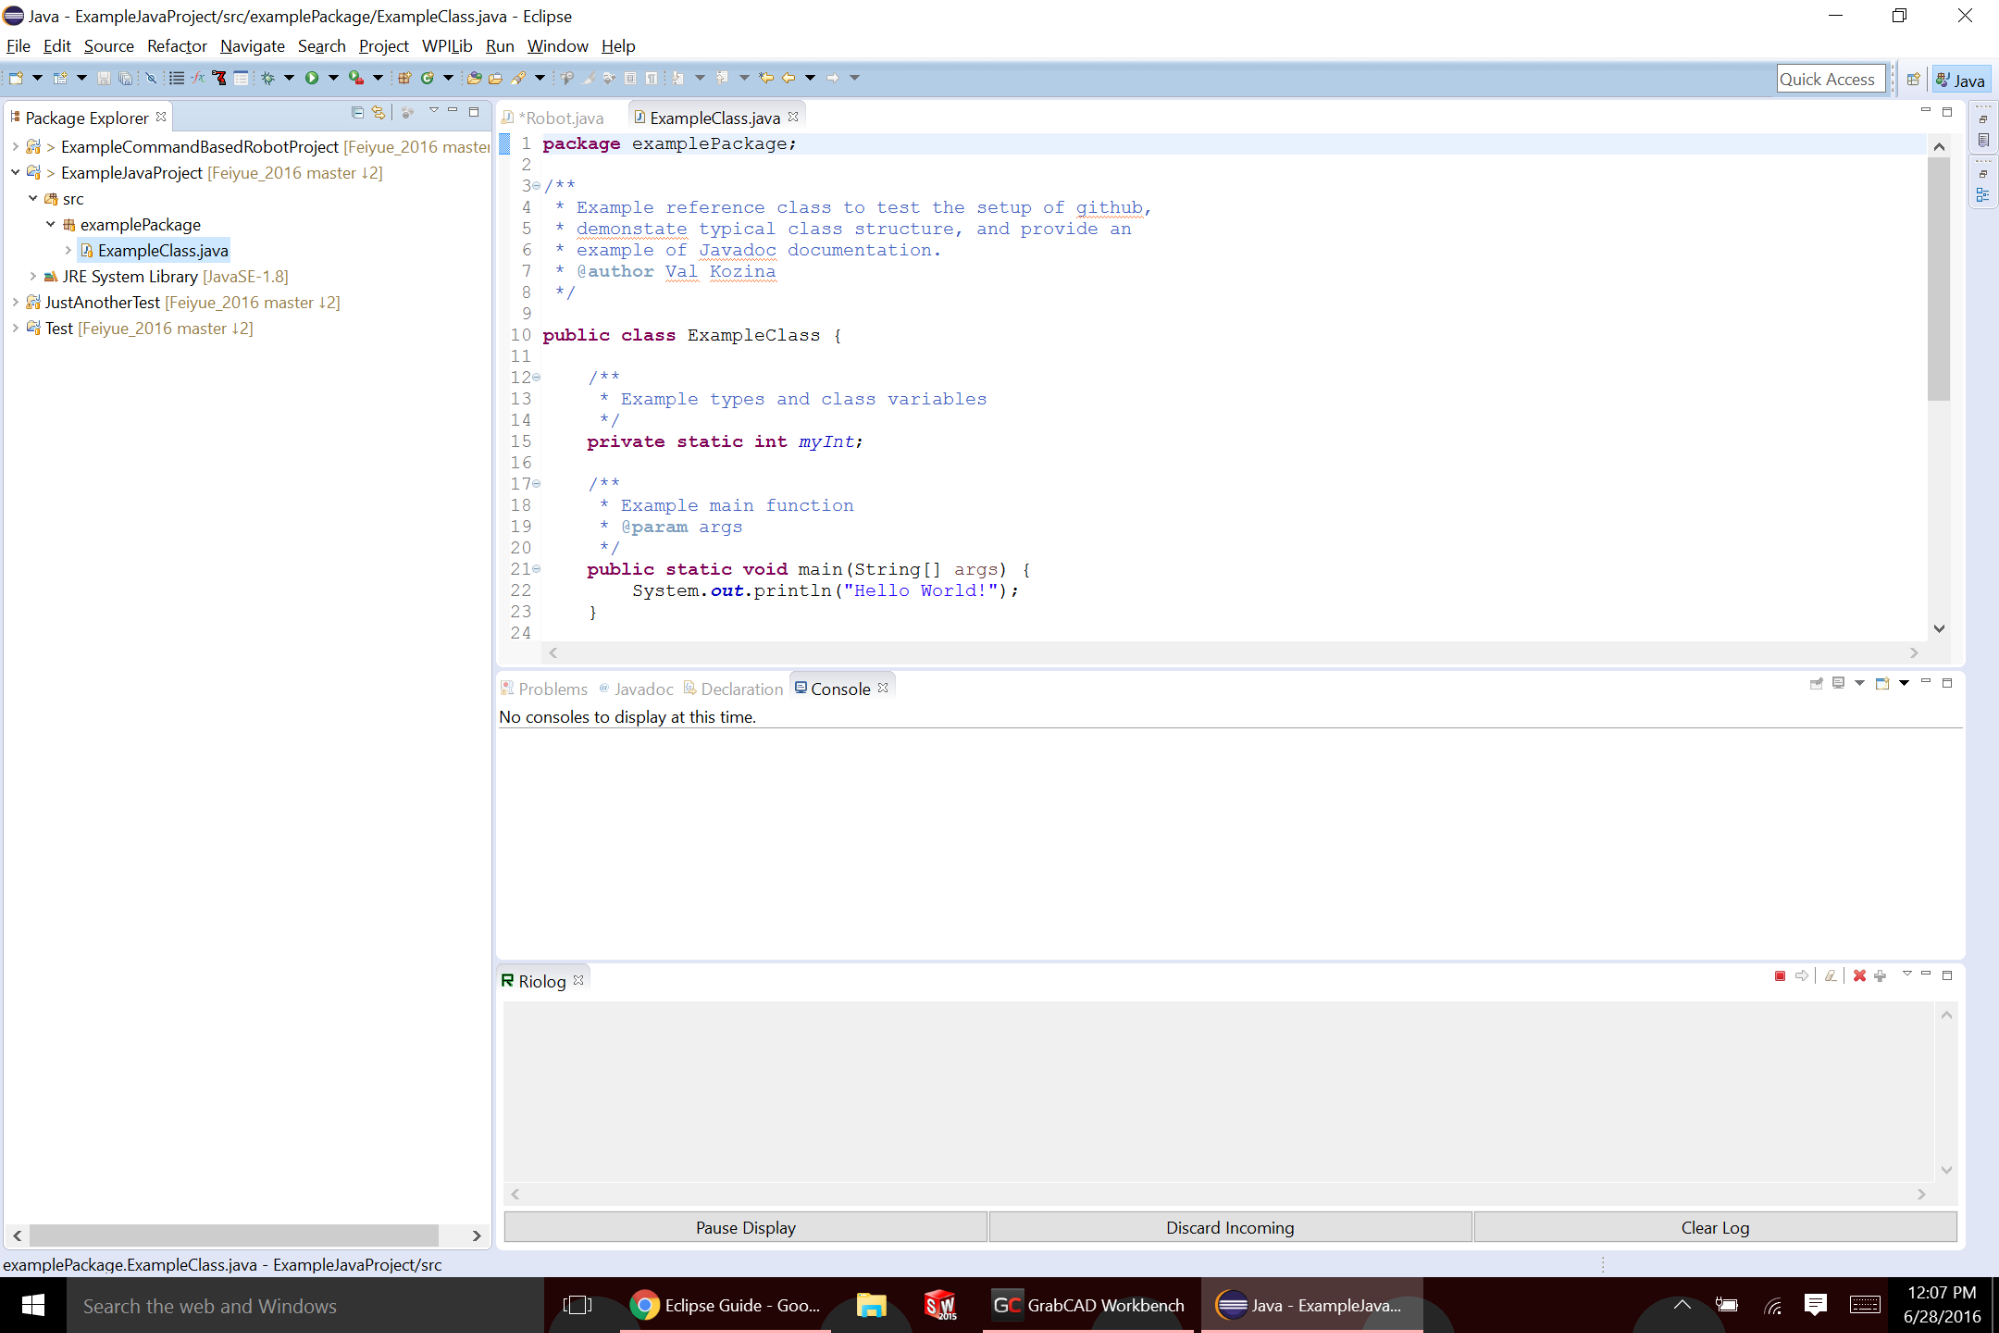 Java - ExampleJavaProject/src/examplePackage/ExampleClass.java - Eclipse
File Edit Source Refactor Navigate Search Project WPILib Run Window Help
Quick Access
Java
Package Explorer
> ExampleCommandBasedRobotProject [Feiyue_2016 master
> ExampleJavaProject [Feiyue_2016 master ↓2]
src
examplePackage
ExampleClass.java
JRE System Library [JavaSE-1.8]
JustAnotherTest [Feiyue_2016 master ↓2]
Test [Feiyue_2016 master ↓2]
*Robot.java
ExampleClass.java
1 package examplePackage;
2
3 /**
4 * Example reference class to test the setup of github,
5 * demonstate typical class structure, and provide an
6 * example of Javadoc documentation.
7 * @author Val Kozina
8 */
9
10 public class ExampleClass {
11
12 /**
13 * Example types and class variables
14 */
15 private static int myInt;
16
17 /**
18 * Example main function
19 * @param args
20 */
21 public static void main(String[] args) {
22 System.out.println("Hello World!");
23 }
24
Problems @ Javadoc Declaration Console
No consoles to display at this time.
R Riolog
Pause Display
Discard Incoming
Clear Log
examplePackage.ExampleClass.java - ExampleJavaProject/src
Search the web and Windows
Eclipse Guide - Goo...
SW 2015
GC GrabCAD Workbench
Java - ExampleJava...
12:07 PM
6/28/2016